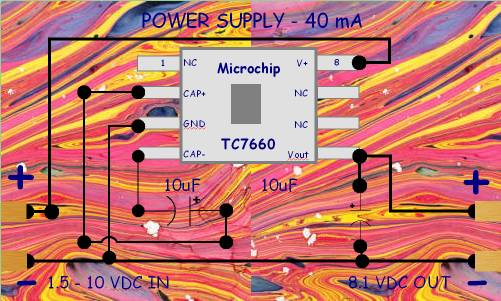 POWER SUPPLY - 40 mA
1 NC Microchip V+ 8
CAP+ NC
GND NC
TC7660
CAP- Vout
+ +
10uF 10uF
+ +
- 1.5 - 10 VDC IN 8.1 VDC OUT -